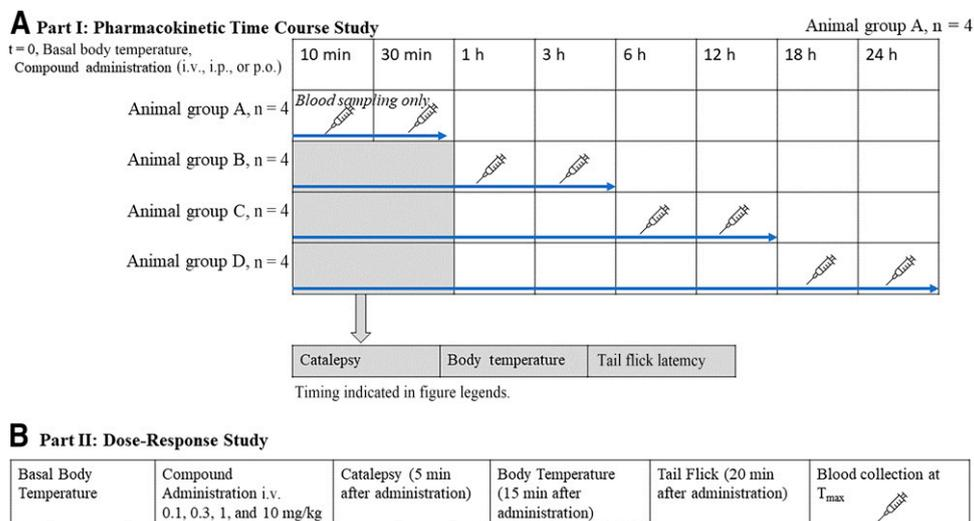 A Part I: Pharmacokinetic Time Course Study
Animal group A, n = 4
t = 0, Basal body temperature,
Compound administration (i.v., i.p., or p.o.)
10 min 30 min 1 h 3 h 6 h 12 h 18 h 24 h
Animal group A, n = 4 Blood sampling only
Animal group B, n = 4
Animal group C, n = 4
Animal group D, n = 4
Catalepsy Body temperature Tail flick latemcy
Timing indicated in figure legends.
B Part II: Dose-Response Study
Basal Body Compound Catalepsy (5 min Body Temperature Tail Flick (20 min Blood collection at
Temperature Administration i.v. after administration) (15 min after after administration) Tmax
0.1, 0.3, 1, and 10 mg/kg administration)